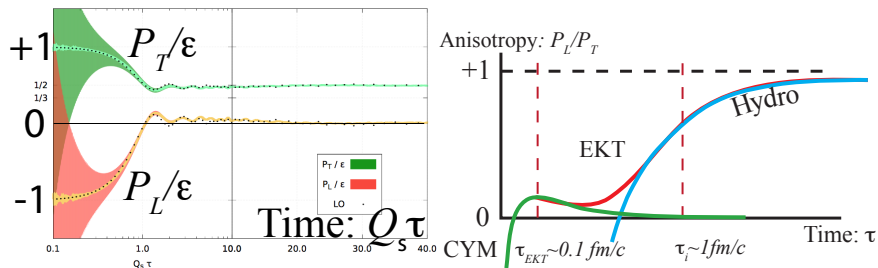 +1
P_T/ε
1/2
1/3
0
-1
P_L/ε
P_T / ε
P_L / ε
LO
Time: Q_s τ
0.1
1.0
10.0
20.0
30.0
40.0
Q_s τ
Anisotropy: P_L/P_T
+1
Hydro
EKT
0
Time: τ
CYM
τ_EKT~0.1 fm/c
τ_i~1fm/c